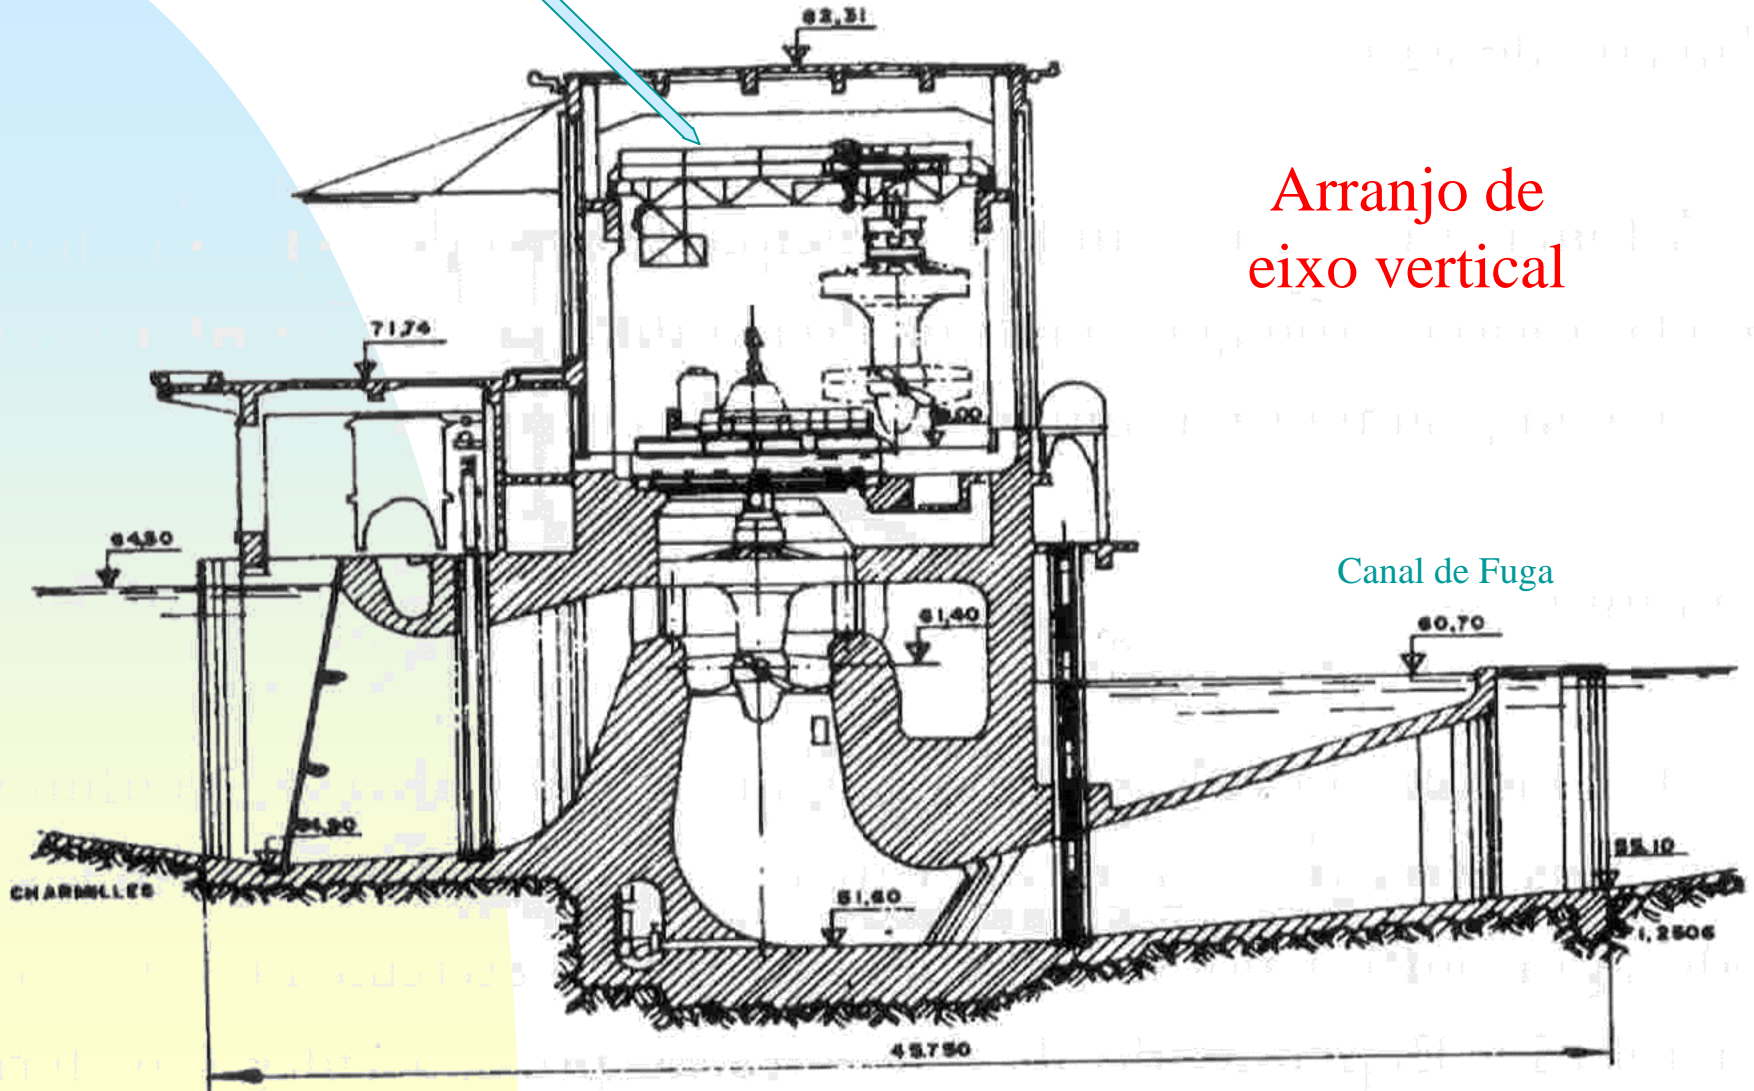 82,31
Arranjo de
eixo vertical
71,74
64,80
Canal de Fuga
61,40
60,70
55,10
CHARMILLES
51,60
45.750